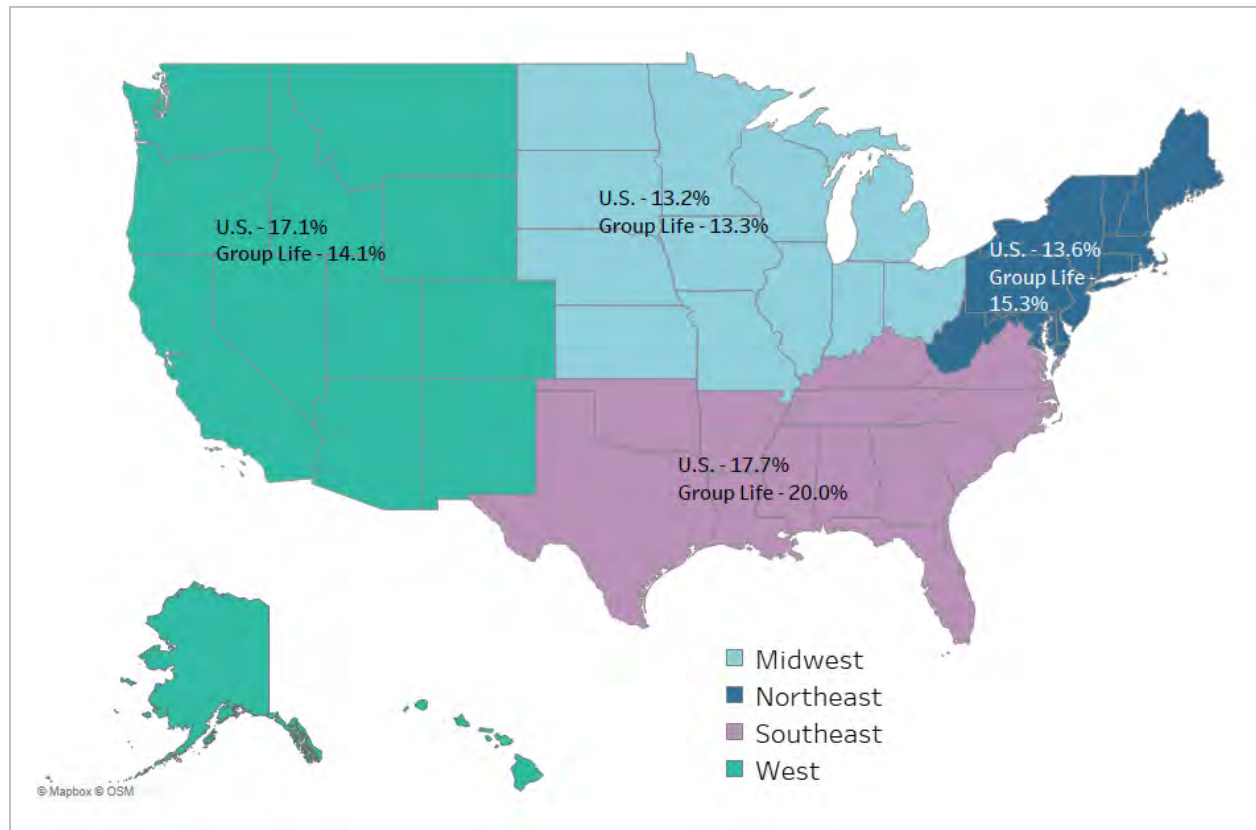 U.S. - 17.1%
Group Life - 14.1%
U.S. - 13.2%
Group Life - 13.3%
U.S. - 13.6%
Group Life -
15.3%
U.S. - 17.7%
Group Life - 20.0%
Midwest
Northeast
Southeast
West
© Mapbox © OSM